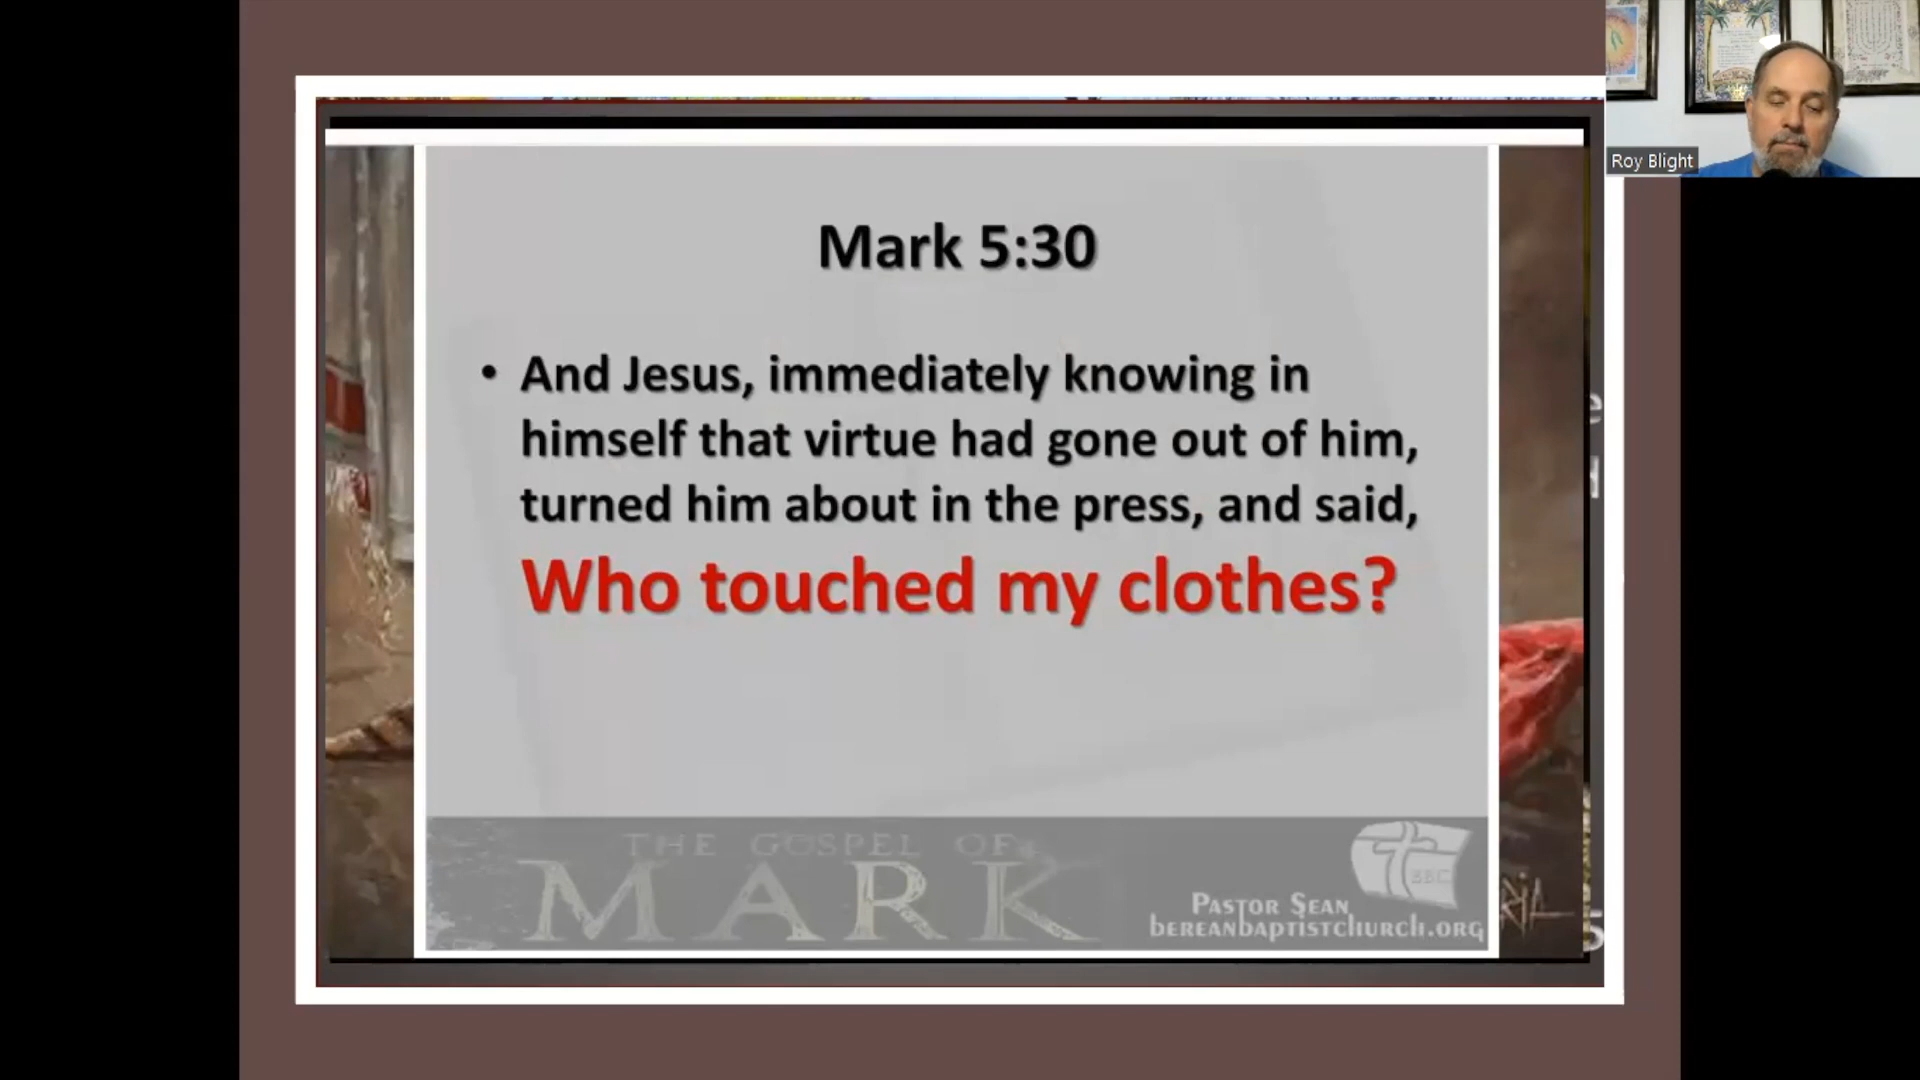 Mark 5:30
• And Jesus, immediately knowing in
himself that virtue had gone out of him,
turned him about in the press, and said,
Who touched my clothes?
THE GOSPEL OF
MARK
BBC
PASTOR SEAN
bereanbaptistchurch.org
Roy Blight